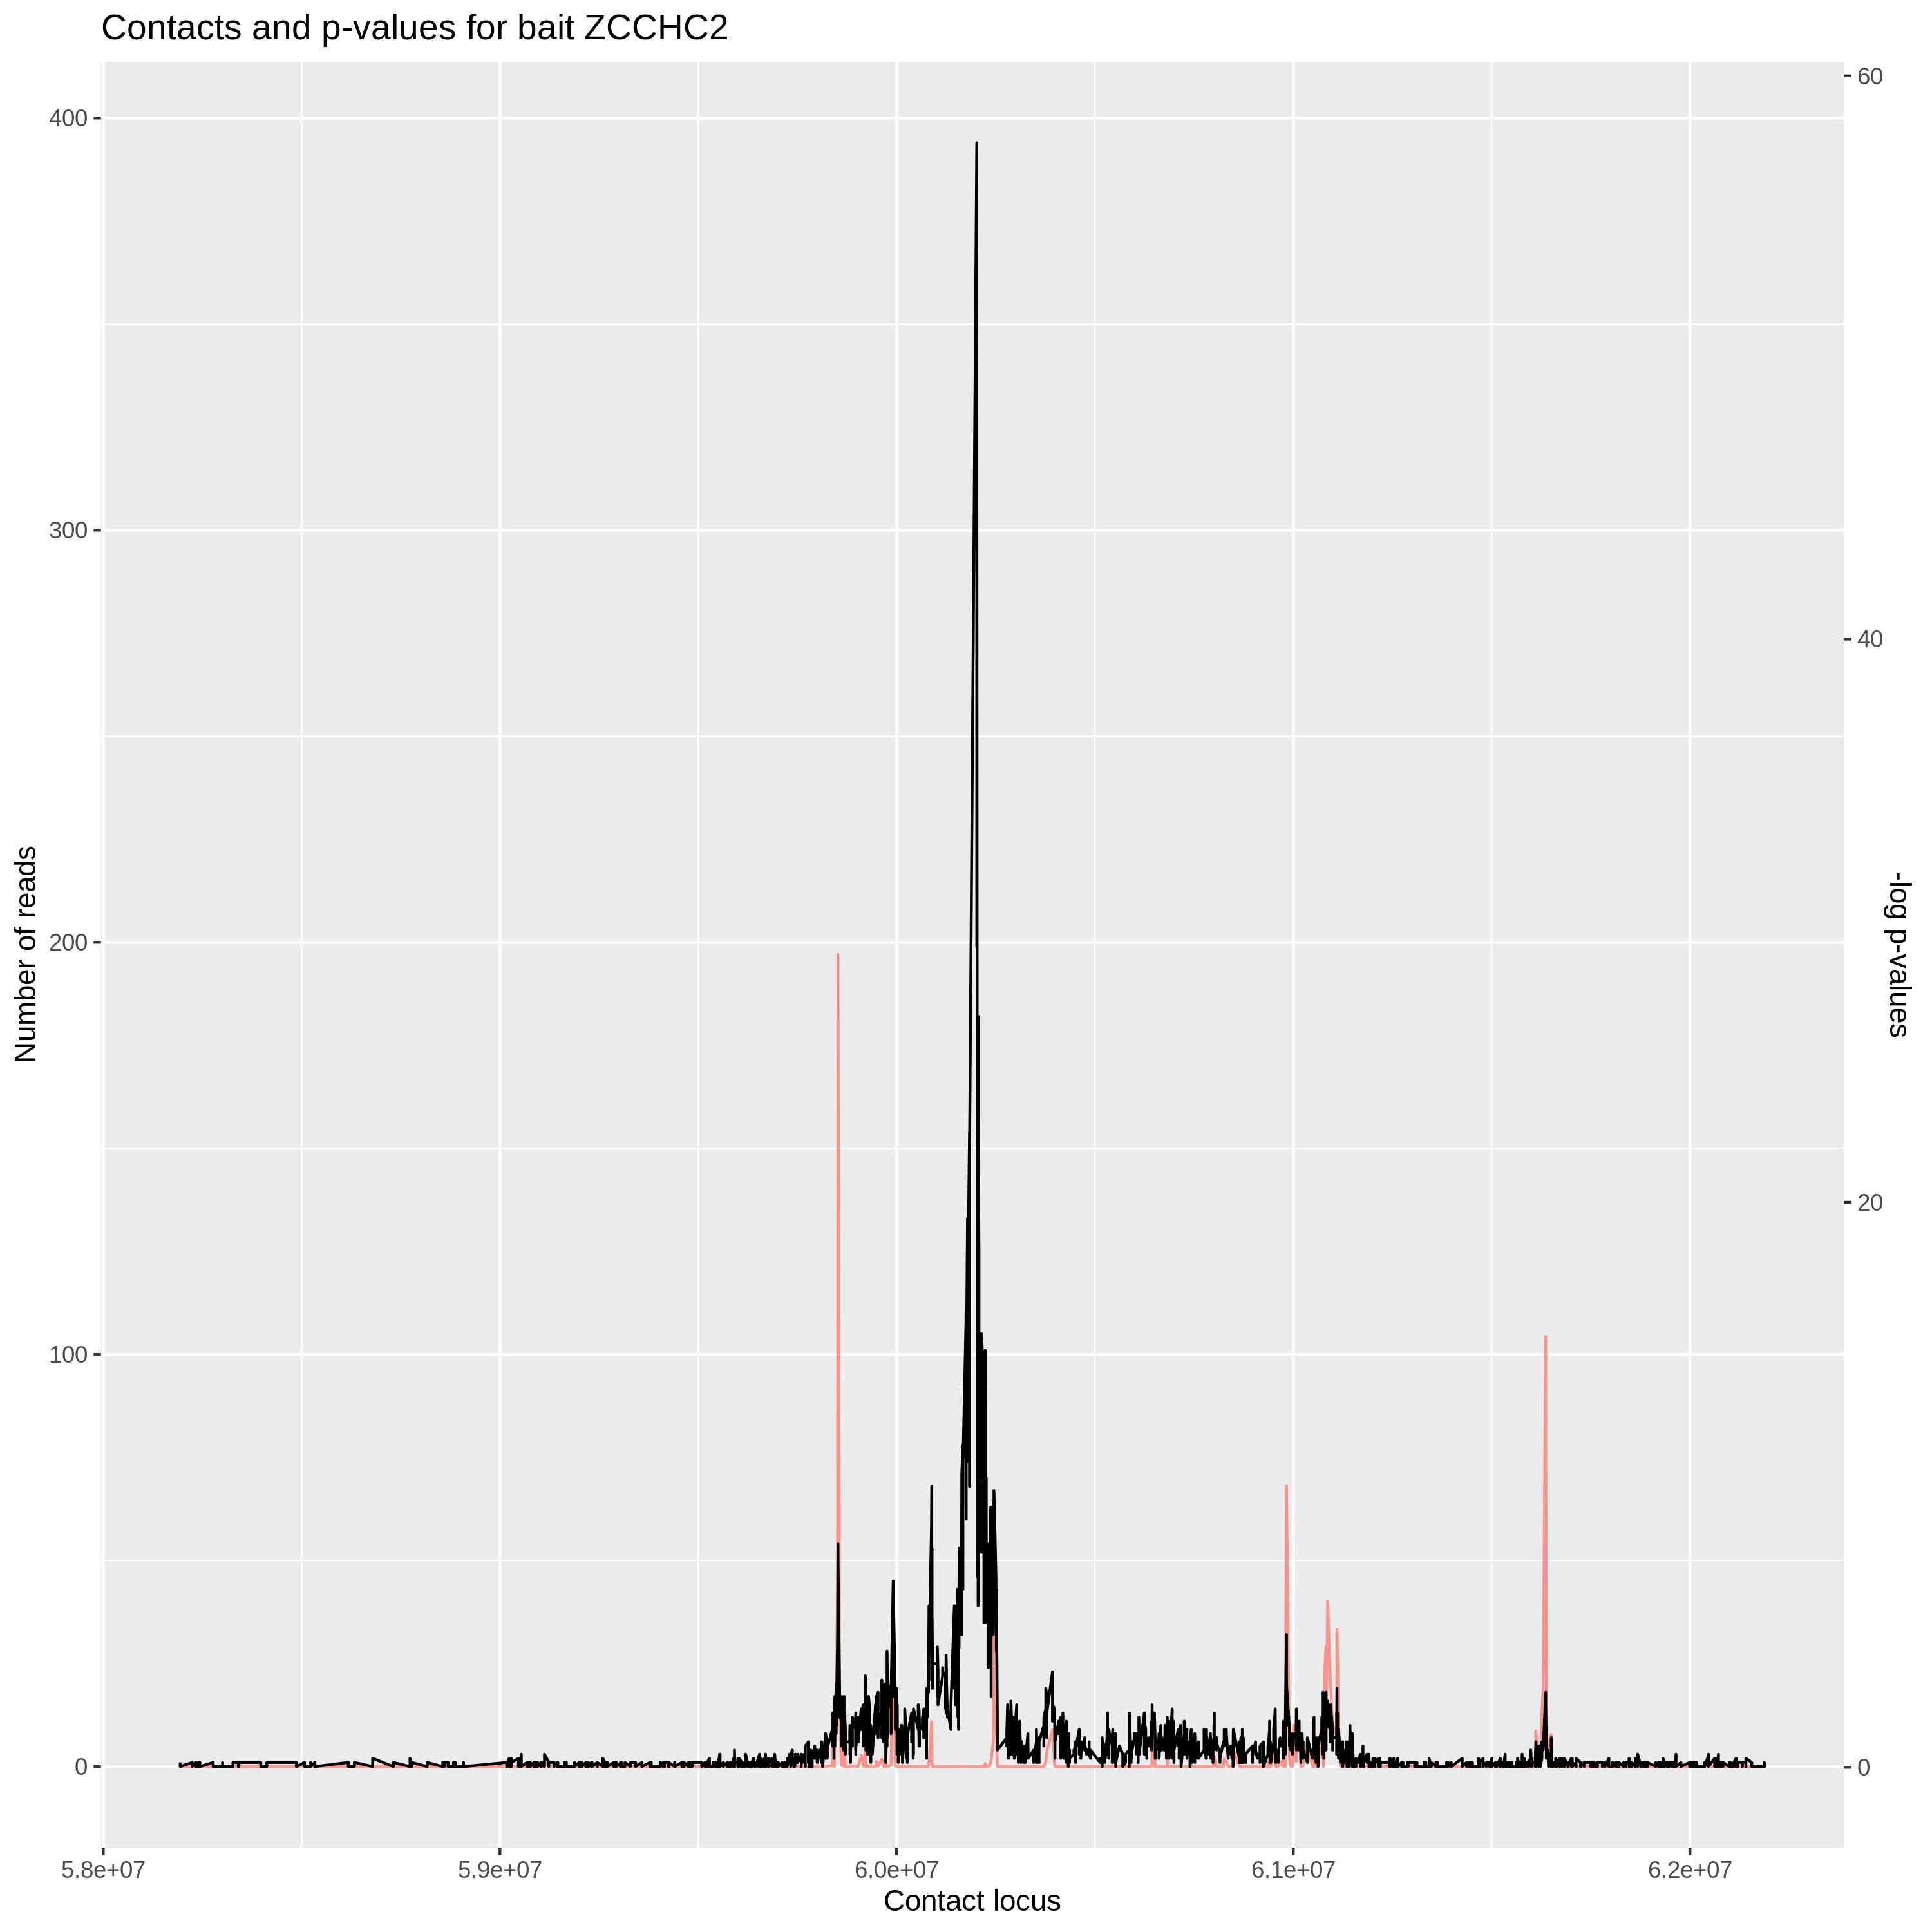 Contacts and p-values for bait ZCCHC2
400
300
200
100
0
Number of reads
60
40
20
0
-log p-values
5.8e+07
5.9e+07
6.0e+07
6.1e+07
6.2e+07
Contact locus